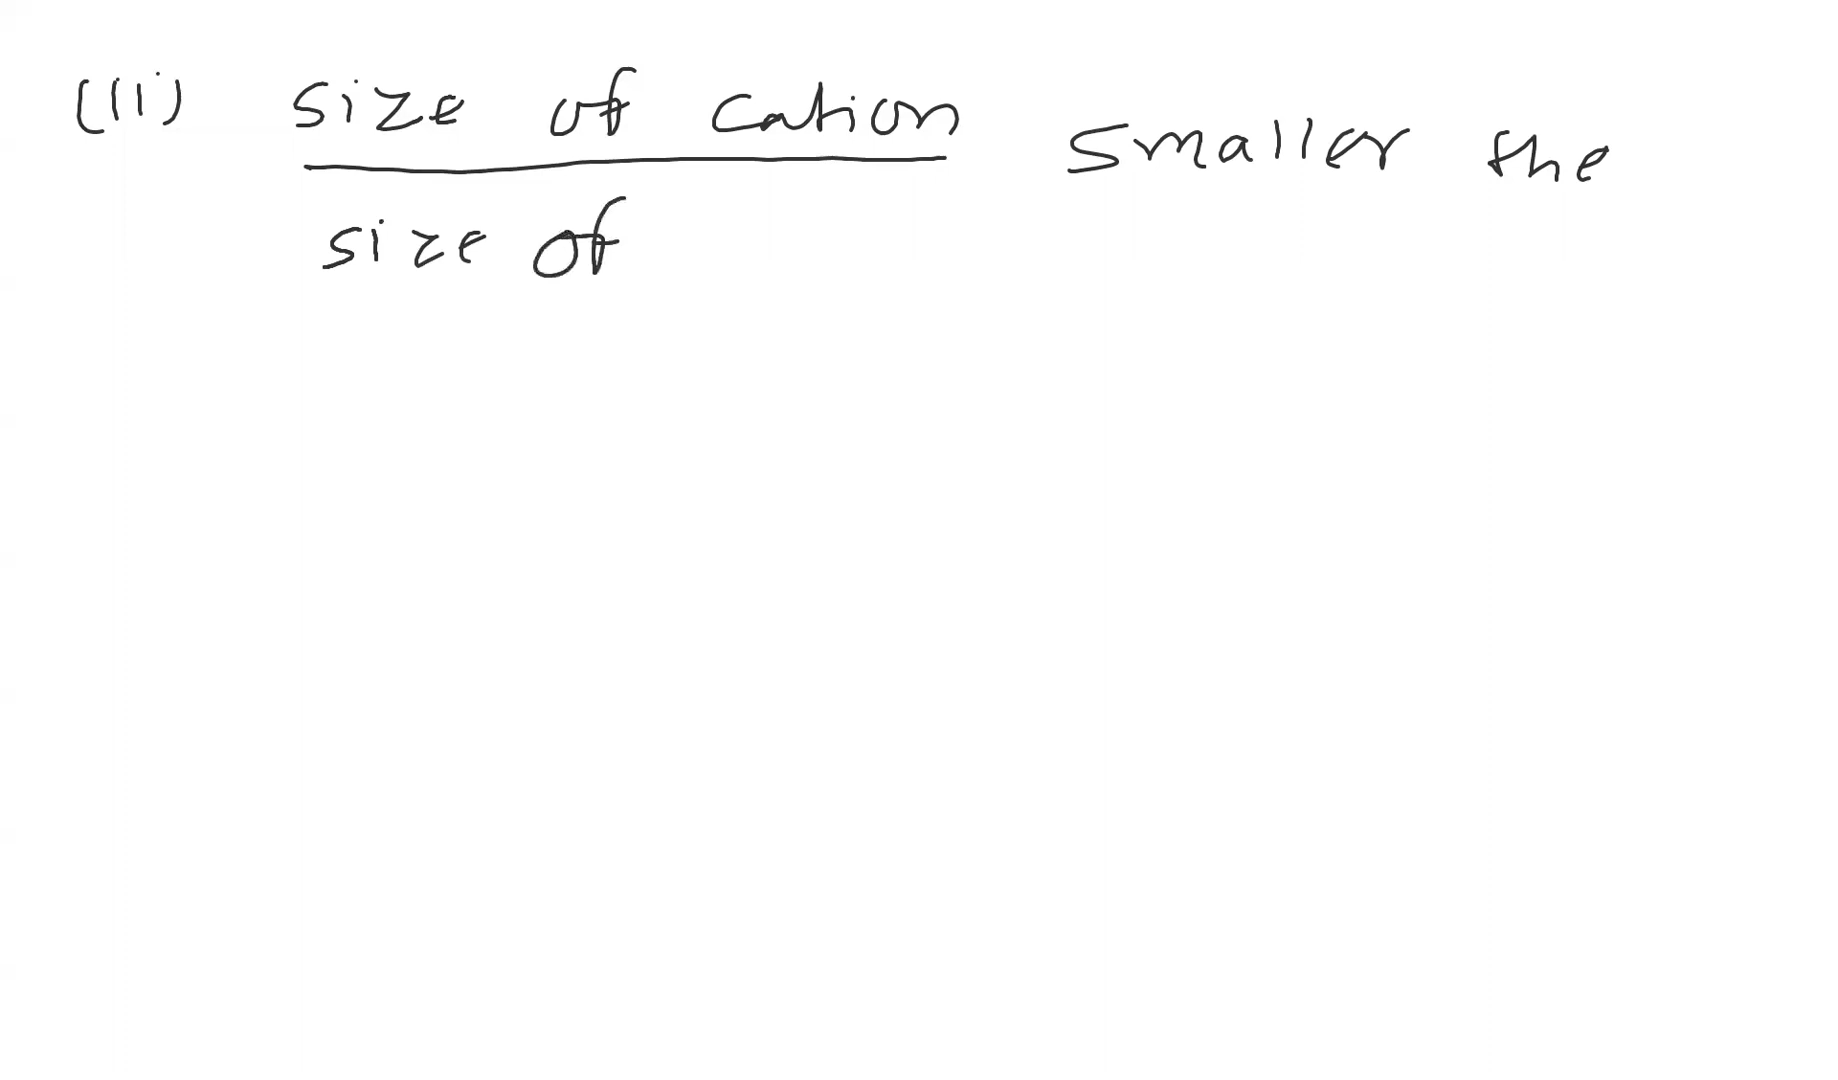 (ii) size of cation smaller the
size of